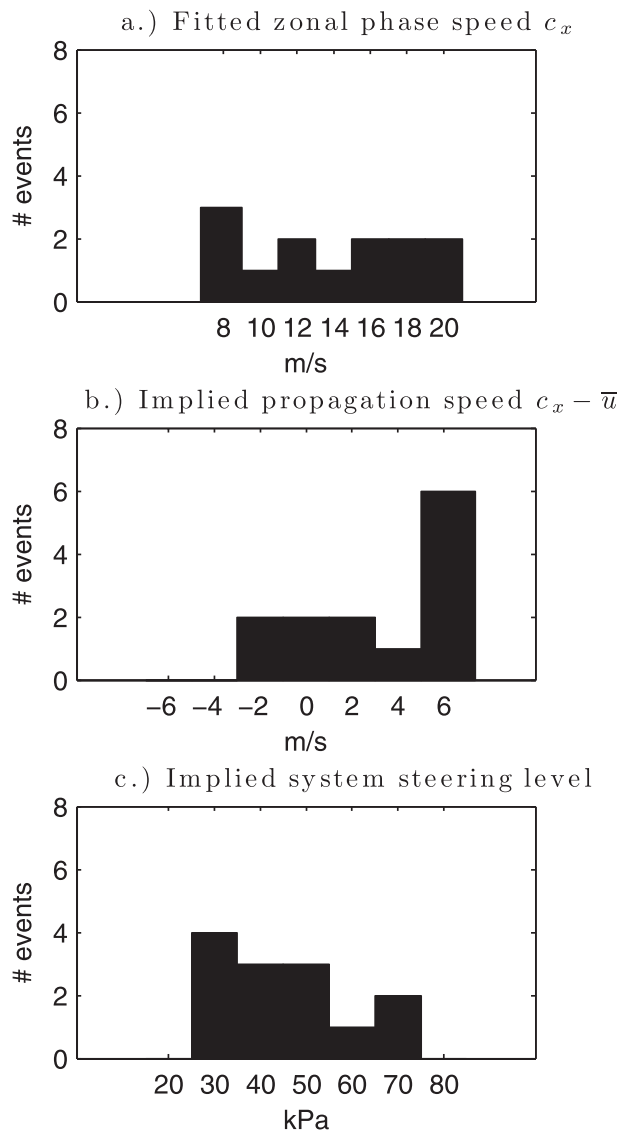 a.) Fitted zonal phase speed c_x
8
6
4
2
0
# events
8 10 12 14 16 18 20
m/s
b.) Implied propagation speed c_x − u̅
8
6
4
2
0
# events
−6 −4 −2 0 2 4 6
m/s
c.) Implied system steering level
8
6
4
2
0
# events
20 30 40 50 60 70 80
kPa